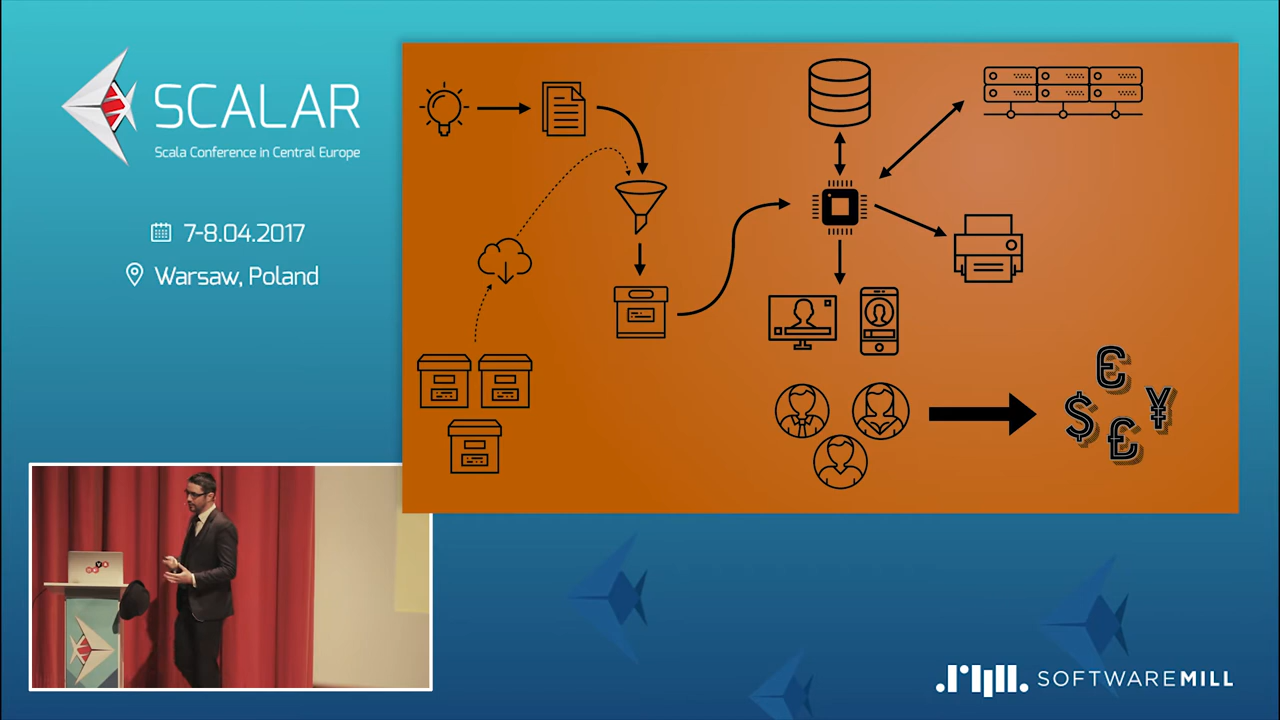 SCALAR
Scala Conference in Central Europe
7-8.04.2017
Warsaw, Poland
€
$
¥
£
SOFTWAREMILL